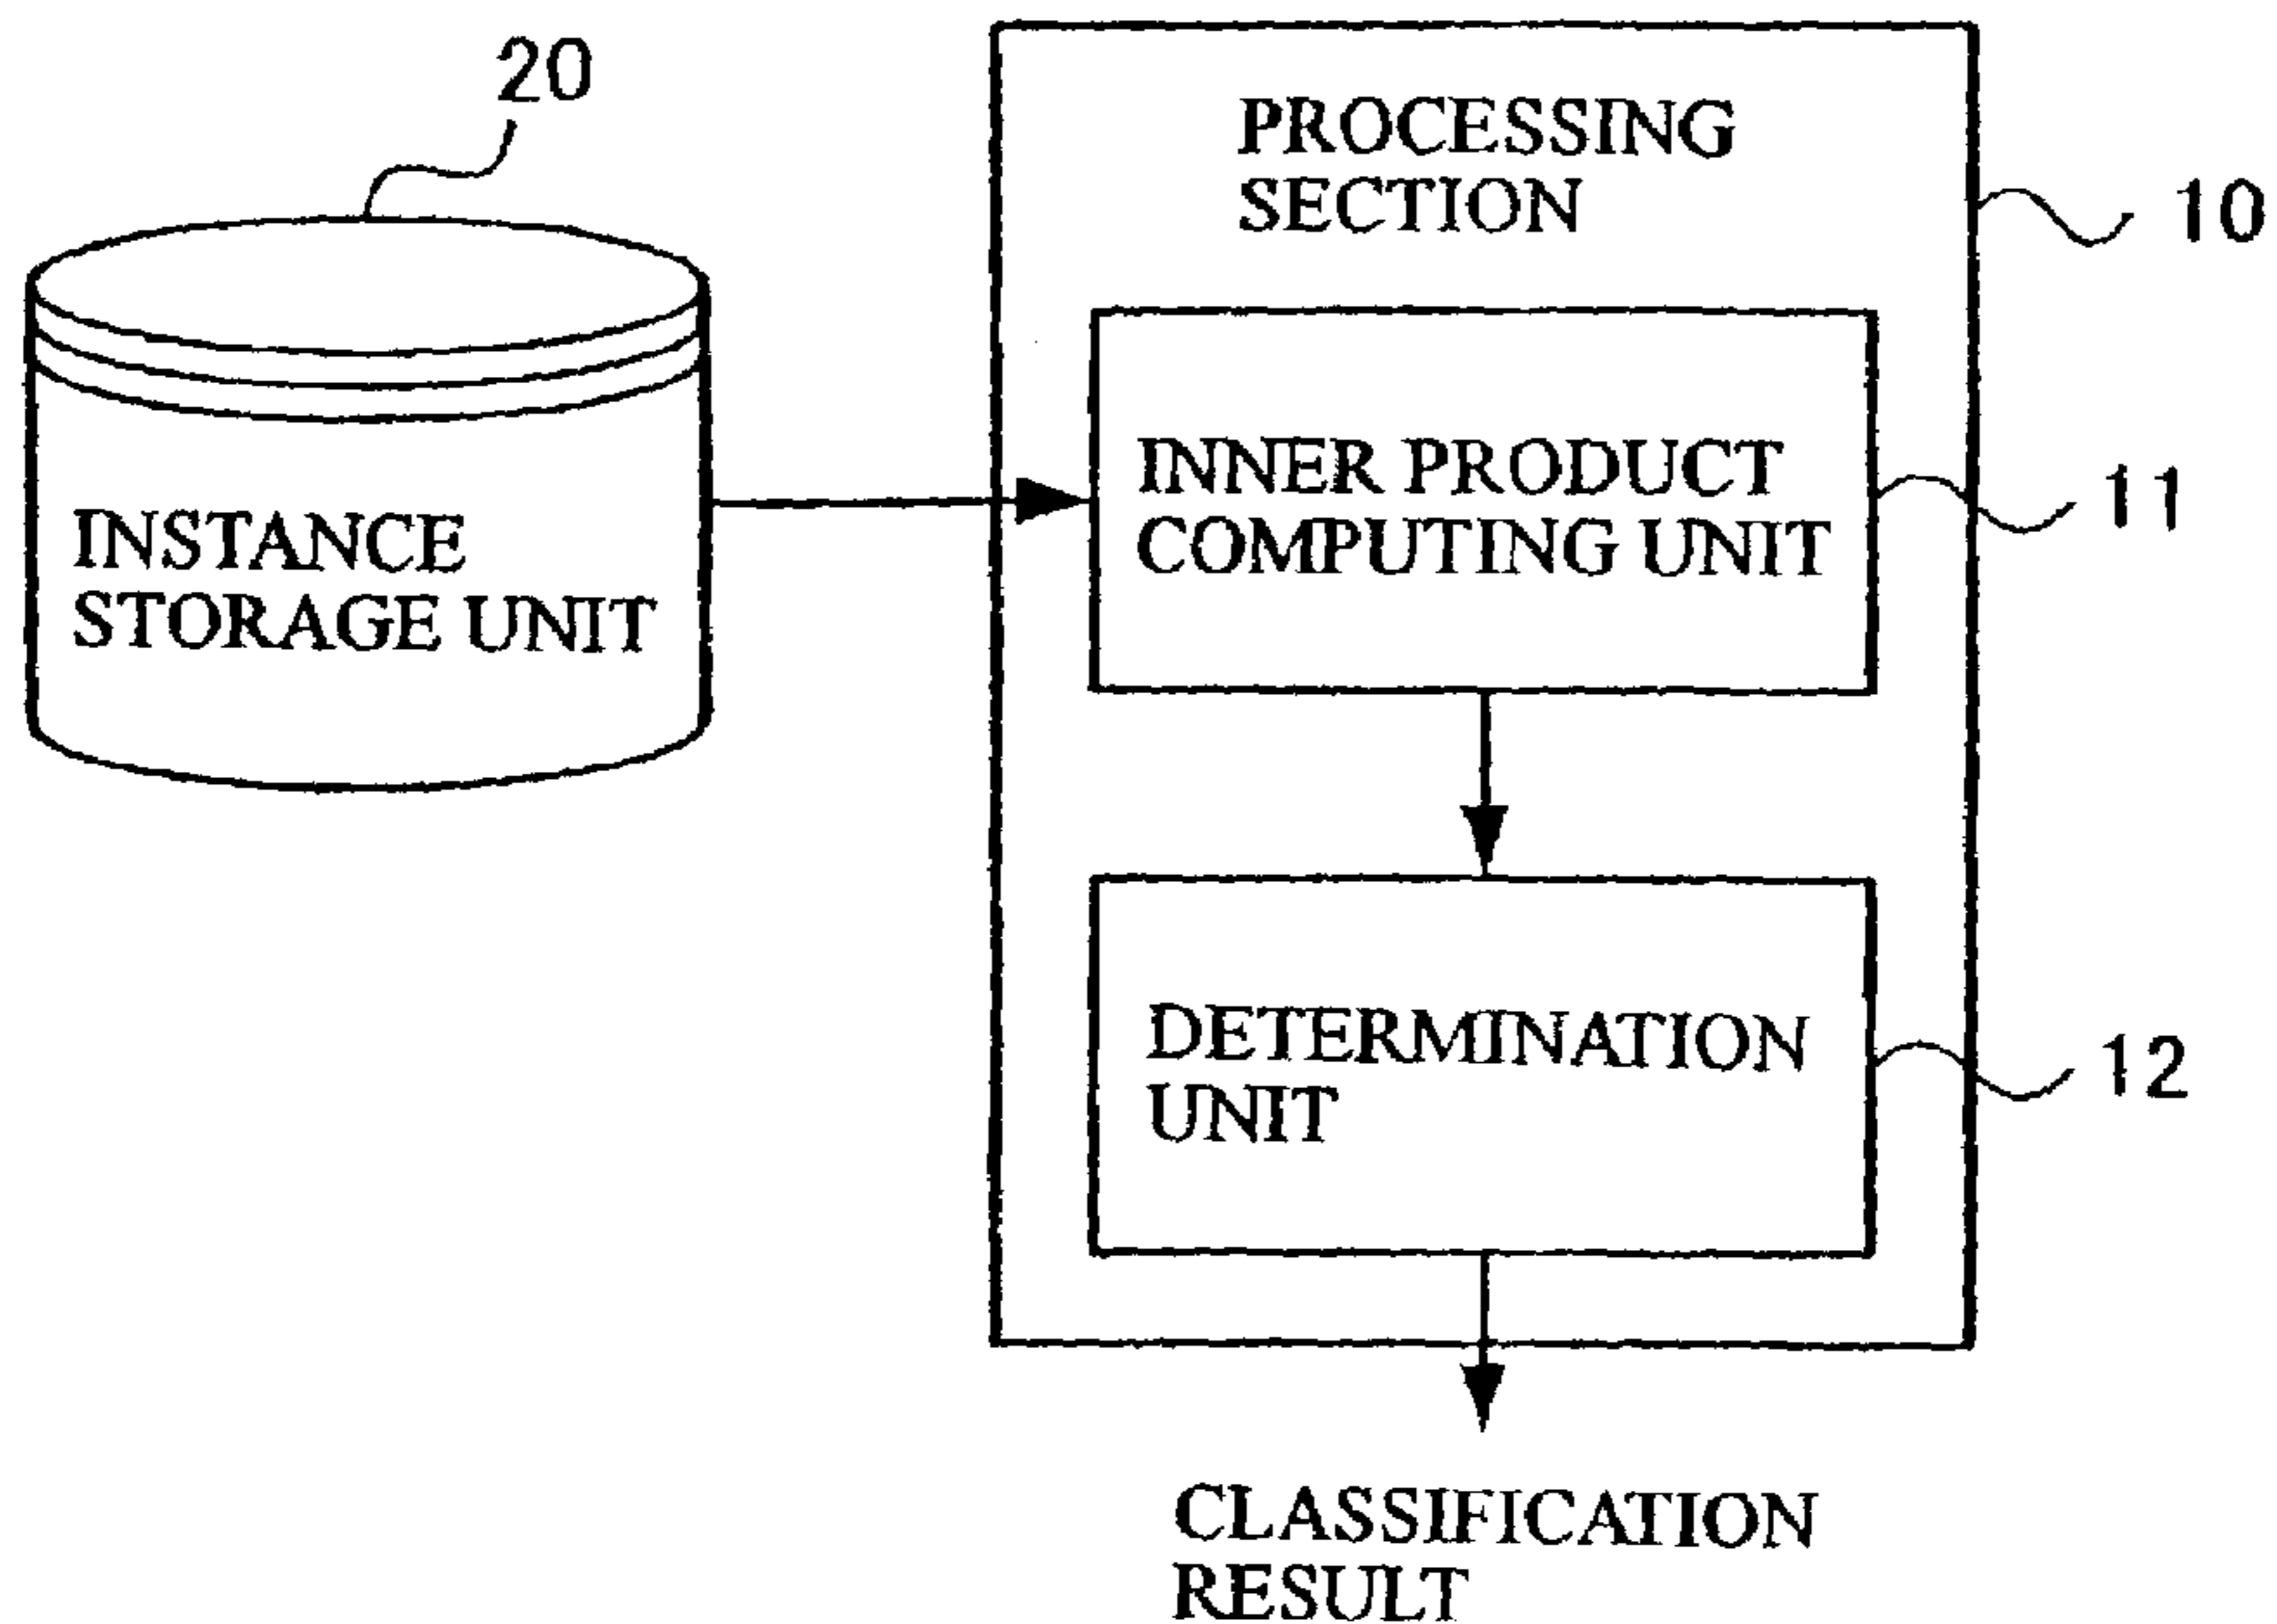 20
PROCESSING
SECTION
10
INNER PRODUCT
COMPUTING UNIT
11
INSTANCE
STORAGE UNIT
DETERMINATION
UNIT
12
CLASSIFICATION
RESULT